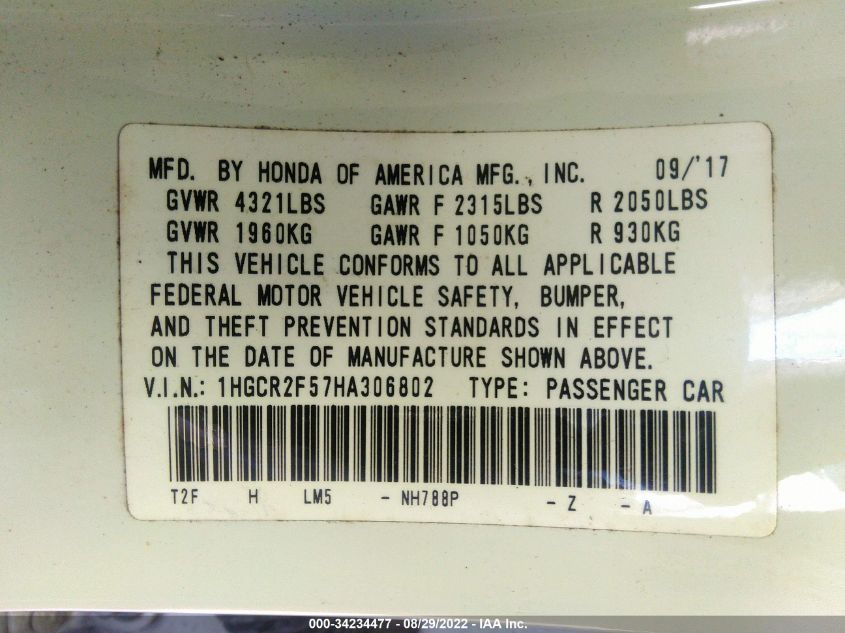 MFD. BY HONDA OF AMERICA MFG., INC. 09/'17
GVWR 4321LBS GAWR F 2315LBS R 2050LBS
GVWR 1960KG GAWR F 1050KG R 930KG
THIS VEHICLE CONFORMS TO ALL APPLICABLE
FEDERAL MOTOR VEHICLE SAFETY, BUMPER,
AND THEFT PREVENTION STANDARDS IN EFFECT
ON THE DATE OF MANUFACTURE SHOWN ABOVE.
V.I.N.: 1HGCR2F57HA306802 TYPE: PASSENGER CAR
T2F H LM5 - NH788P - Z - A
000-34234477 - 08/29/2022 - IAA Inc.